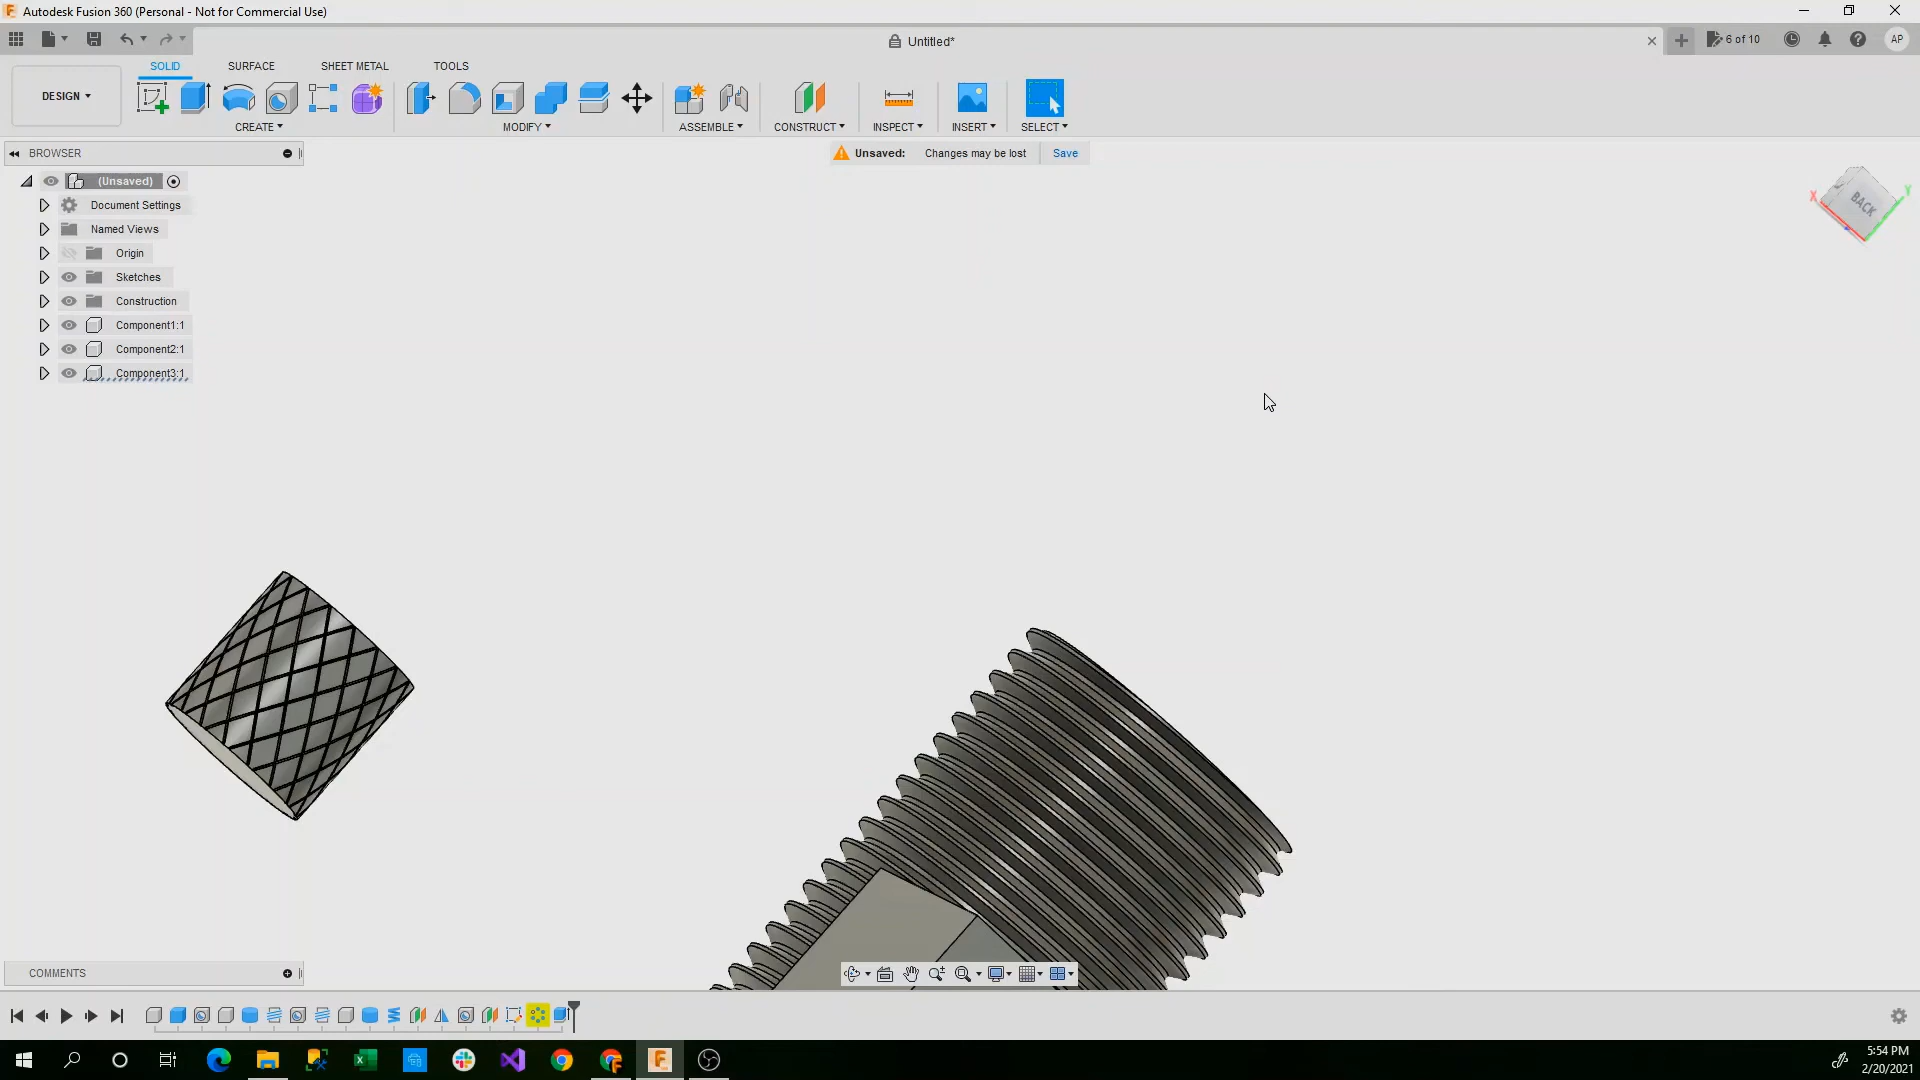 Autodesk Fusion 360 (Personal - Not for Commercial Use)
Untitled*
6 of 10
AP
SOLID
SURFACE
SHEET METAL
TOOLS
DESIGN
CREATE
MODIFY
ASSEMBLE
CONSTRUCT
INSPECT
INSERT
SELECT
BROWSER
Unsaved: Changes may be lost
Save
(Unsaved)
Document Settings
Named Views
Origin
Sketches
Construction
Component1:1
Component2:1
Component3:1
X
BACK
Y
COMMENTS
5:54 PM
2/20/2021